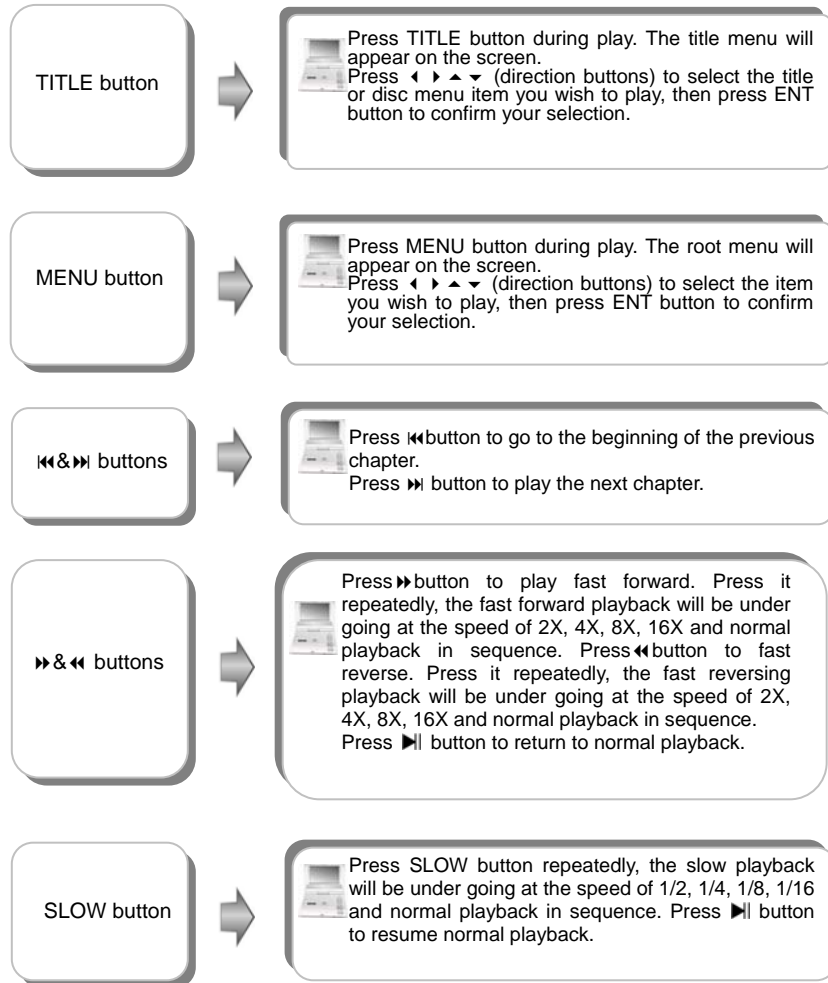 TITLE button
Press TITLE button during play. The title menu will
appear on the screen.
Press ◂ ▸ ▴ ▾ (direction buttons) to select the title
or disc menu item you wish to play, then press ENT
button to confirm your selection.
MENU button
Press MENU button during play. The root menu will
appear on the screen.
Press ◂ ▸ ▴ ▾ (direction buttons) to select the item
you wish to play, then press ENT button to confirm
your selection.
⏮&⏭ buttons
Press ⏮button to go to the beginning of the previous
chapter.
Press ⏭ button to play the next chapter.
⏩&⏪ buttons
Press⏩button to play fast forward. Press it
repeatedly, the fast forward playback will be under
going at the speed of 2X, 4X, 8X, 16X and normal
playback in sequence. Press⏪button to fast
reverse. Press it repeatedly, the fast reversing
playback will be under going at the speed of 2X,
4X, 8X, 16X and normal playback in sequence.
Press ⏯ button to return to normal playback.
SLOW button
Press SLOW button repeatedly, the slow playback
will be under going at the speed of 1/2, 1/4, 1/8, 1/16
and normal playback in sequence. Press ⏯ button
to resume normal playback.